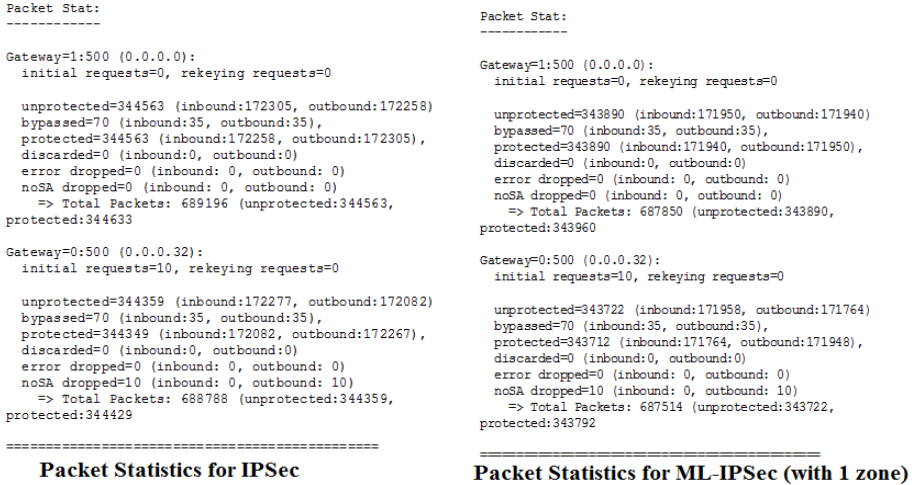 Packet Stat:
------------
Gateway=1:500 (0.0.0.0):
initial requests=0, rekeying requests=0
unprotected=344563 (inbound:172305, outbound:172258)
bypassed=70 (inbound:35, outbound:35),
protected=344563 (inbound:172258, outbound:172305),
discarded=0 (inbound:0, outbound:0)
error dropped=0 (inbound: 0, outbound: 0)
noSA dropped=0 (inbound: 0, outbound: 0)
=> Total Packets: 689196 (unprotected:344563,
protected:344633
Gateway=0:500 (0.0.0.32):
initial requests=10, rekeying requests=0
unprotected=344359 (inbound:172277, outbound:172082)
bypassed=70 (inbound:35, outbound:35),
protected=344349 (inbound:172082, outbound:172267),
discarded=0 (inbound:0, outbound:0)
error dropped=0 (inbound: 0, outbound: 0)
noSA dropped=10 (inbound: 0, outbound: 10)
=> Total Packets: 688788 (unprotected:344359,
protected:344429
===============================================
Packet Statistics for IPSec
Packet Stat:
------------
Gateway=1:500 (0.0.0.0):
initial requests=0, rekeying requests=0
unprotected=343890 (inbound:171950, outbound:171940)
bypassed=70 (inbound:35, outbound:35),
protected=343890 (inbound:171940, outbound:171950),
discarded=0 (inbound:0, outbound:0)
error dropped=0 (inbound: 0, outbound: 0)
noSA dropped=0 (inbound: 0, outbound: 0)
=> Total Packets: 687850 (unprotected:343890,
protected:343960
Gateway=0:500 (0.0.0.32):
initial requests=10, rekeying requests=0
unprotected=343722 (inbound:171958, outbound:171764)
bypassed=70 (inbound:35, outbound:35),
protected=343712 (inbound:171764, outbound:171948),
discarded=0 (inbound:0, outbound:0)
error dropped=0 (inbound: 0, outbound: 0)
noSA dropped=10 (inbound: 0, outbound: 10)
=> Total Packets: 687514 (unprotected:343722,
protected:343792
===============================================
Packet Statistics for ML-IPSec (with 1 zone)